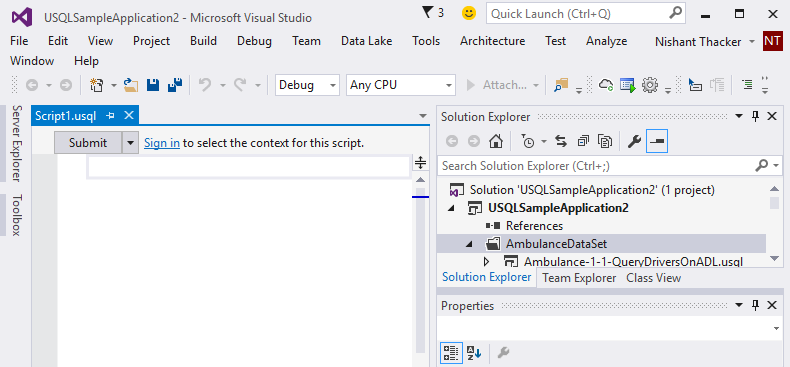 USQLSampleApplication2 - Microsoft Visual Studio
3
Quick Launch (Ctrl+Q)
File Edit View Project Build Debug Team Data Lake Tools Architecture Test Analyze Nishant Thacker NT
Window Help
Debug Any CPU Attach...
Server Explorer
Toolbox
Script1.usql
Submit Sign in to select the context for this script.
Solution Explorer
Search Solution Explorer (Ctrl+;)
Solution 'USQLSampleApplication2' (1 project)
USQLSampleApplication2
References
AmbulanceDataSet
Ambulance-1-1-QueryDriversOnADL.usql
Solution Explorer Team Explorer Class View
Properties